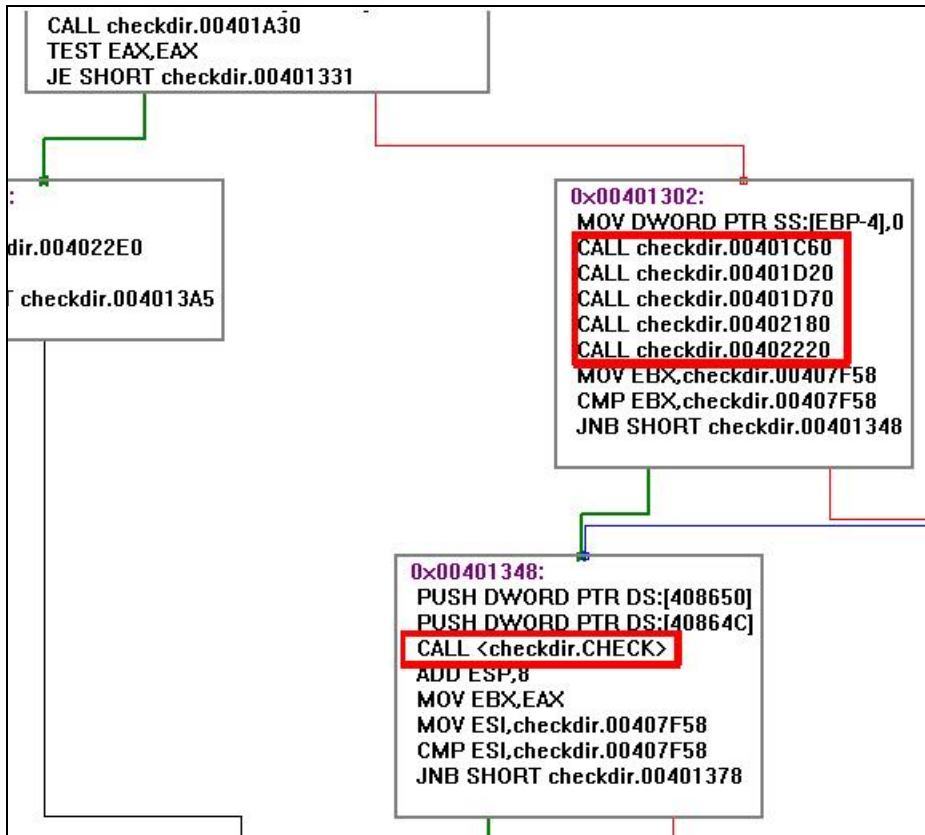 CALL checkdir.00401A30
TEST EAX,EAX
JE SHORT checkdir.00401331
:
dir.004022E0
checkdir.004013A5
0x00401302:
MOV DWORD PTR SS:[EBP-4],0
CALL checkdir.00401C60
CALL checkdir.00401D20
CALL checkdir.00401D70
CALL checkdir.00402180
CALL checkdir.00402220
MOV EBX,checkdir.00407F58
CMP EBX,checkdir.00407F58
JNB SHORT checkdir.00401348
0x00401348:
PUSH DWORD PTR DS:[408650]
PUSH DWORD PTR DS:[40864C]
CALL <checkdir.CHECK>
ADD ESP,8
MOV EBX,EAX
MOV ESI,checkdir.00407F58
CMP ESI,checkdir.00407F58
JNB SHORT checkdir.00401378